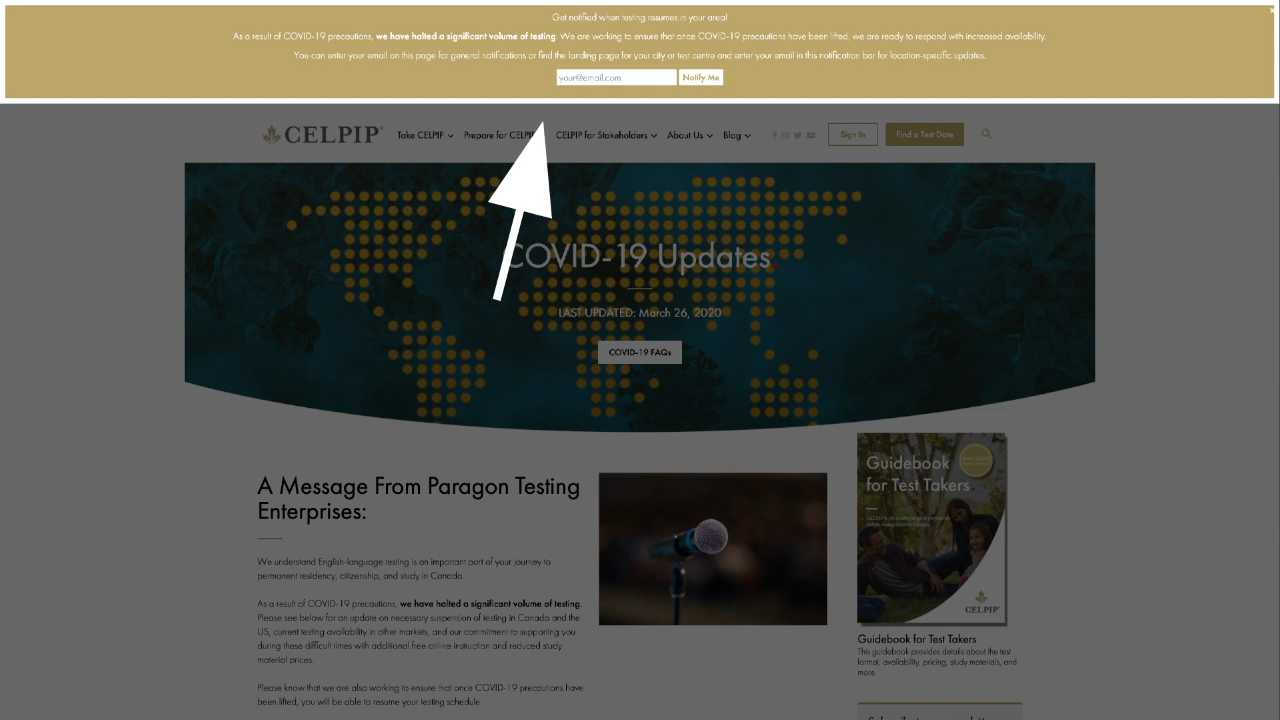 Get notified when testing resumes in your area!
As a result of COVID-19 precautions, we have halted a significant volume of testing. We are working to ensure that once COVID-19 precautions have been lifted, we are ready to respond with increased availability.
You can enter your email on this page for general notifications or find the landing page for your city or test centre and enter your email in this notification bar for location-specific updates.
your@email.com Notify Me
CELPIP Take CELPIP Prepare for CELPIP CELPIP for Stakeholders About Us Blog Sign In Find a Test Date
COVID-19 Updates
LAST UPDATED: March 26, 2020
COVID-19 FAQs
Guidebook
for Test Takers
CELPIP
A Message From Paragon Testing
Enterprises:
We understand English-language testing is an important part of your journey to
permanent residency, citizenship, and study in Canada.
As a result of COVID-19 precautions, we have halted a significant volume of testing.
Please see below for an update on necessary suspension of testing in Canada and the
US, current testing availability in other markets, and our commitment to supporting you
during these difficult times with additional free online instruction and reduced study
material prices.
Please know that we are also working to ensure that once COVID-19 precautions have
been lifted, you will be able to resume your testing schedule.
Guidebook for Test Takers
This guidebook provides details about the test
format, availability, pricing, study materials, and
more.